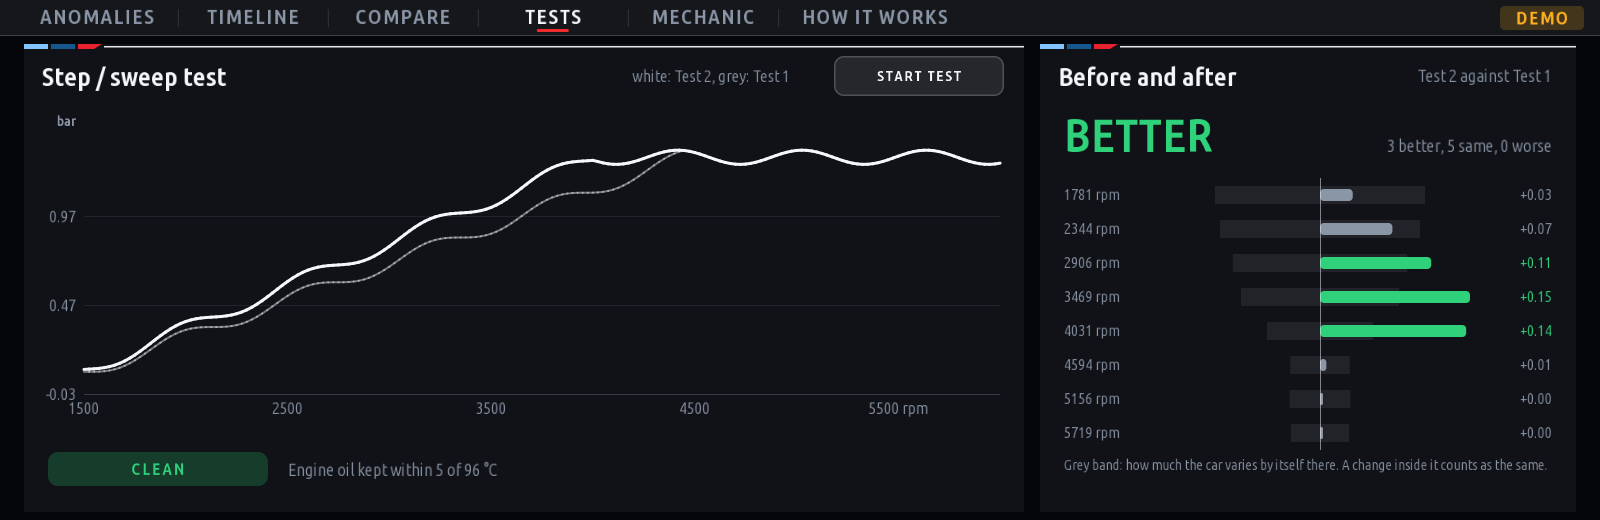 ANOMALIES TIMELINE COMPARE TESTS MECHANIC HOW IT WORKS DEMO
Step / sweep test white: Test 2, grey: Test 1 START TEST
bar
0.97
0.47
-0.03
1500 2500 3500 4500 5500 rpm
CLEAN Engine oil kept within 5 of 96 °C
Before and after Test 2 against Test 1
BETTER 3 better, 5 same, 0 worse
1781 rpm +0.03
2344 rpm +0.07
2906 rpm +0.11
3469 rpm +0.15
4031 rpm +0.14
4594 rpm +0.01
5156 rpm +0.00
5719 rpm +0.00
Grey band: how much the car varies by itself there. A change inside it counts as the same.